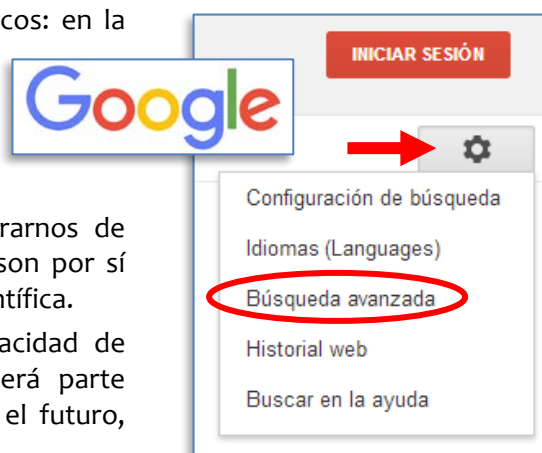 cos: en la
INICIAR SESIÓN
Google
Configuración de búsqueda
Idiomas (Languages)
Búsqueda avanzada
Historial web
Buscar en la ayuda
rarnos de
son por sí
ntífica.
acidad de
erá parte
el futuro,